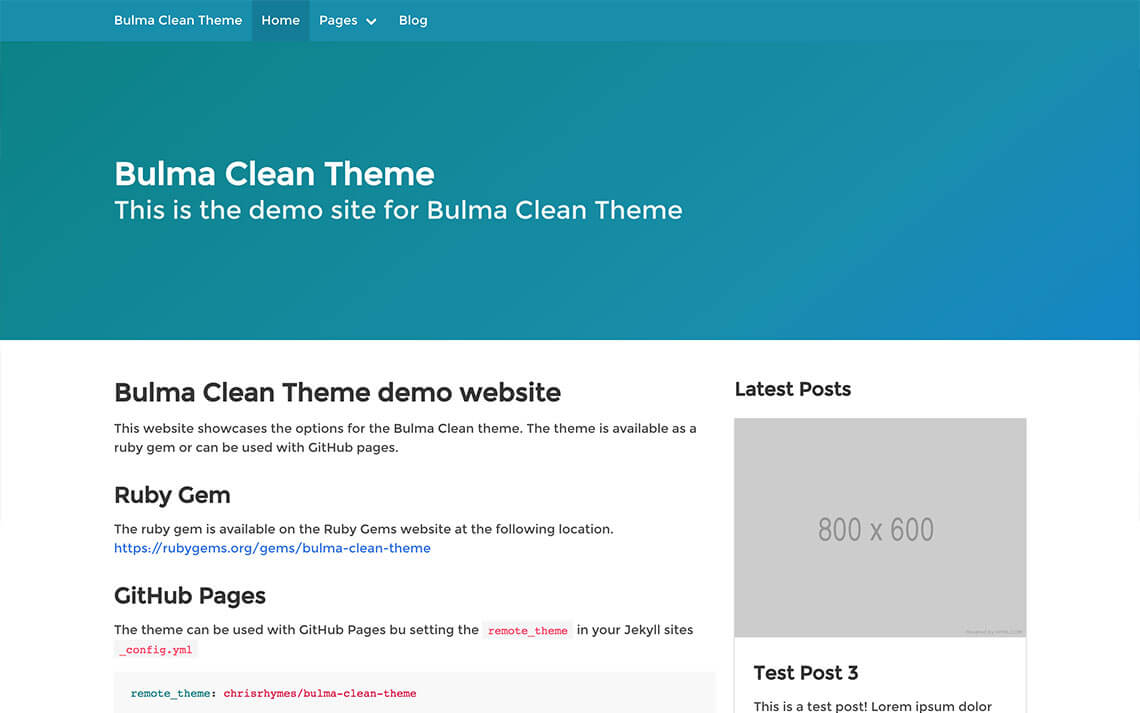 Bulma Clean Theme Home Pages Blog
Bulma Clean Theme
This is the demo site for Bulma Clean Theme
Bulma Clean Theme demo website
This website showcases the options for the Bulma Clean theme. The theme is available as a
ruby gem or can be used with GitHub pages.
Ruby Gem
The ruby gem is available on the Ruby Gems website at the following location.
https://rubygems.org/gems/bulma-clean-theme
GitHub Pages
The theme can be used with GitHub Pages bu setting the remote_theme in your Jekyll sites
_config.yml
remote_theme: chrisrhymes/bulma-clean-theme
Latest Posts
800 x 600
Test Post 3
This is a test post! Lorem ipsum dolor